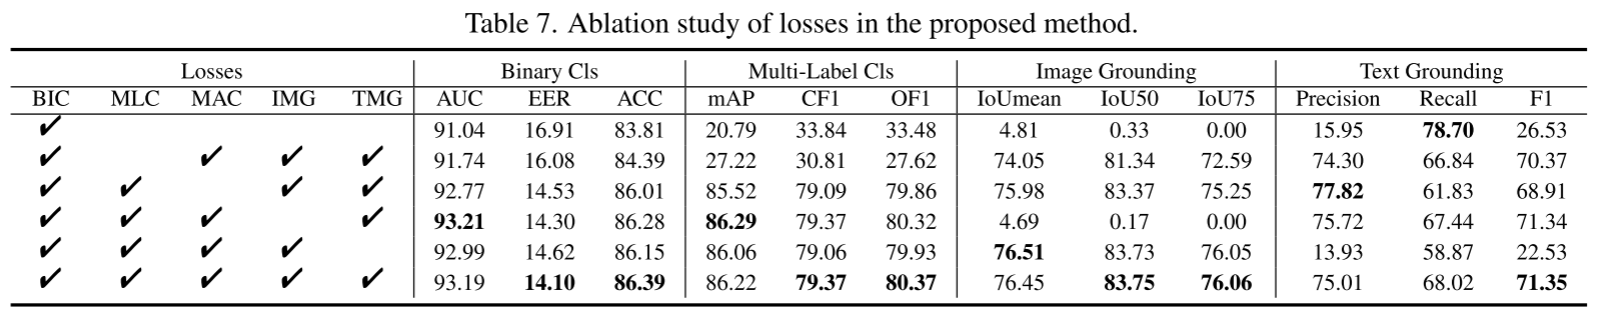 Table 7. Ablation study of losses in the proposed method.
Losses Binary Cls Multi-Label Cls Image Grounding Text Grounding
BIC MLC MAC IMG TMG AUC EER ACC mAP CF1 OF1 IoUmean IoU50 IoU75 Precision Recall F1
✔ 91.04 16.91 83.81 20.79 33.84 33.48 4.81 0.33 0.00 15.95 78.70 26.53
✔ ✔ ✔ ✔ 91.74 16.08 84.39 27.22 30.81 27.62 74.05 81.34 72.59 74.30 66.84 70.37
✔ ✔ ✔ ✔ 92.77 14.53 86.01 85.52 79.09 79.86 75.98 83.37 75.25 77.82 61.83 68.91
✔ ✔ ✔ ✔ 93.21 14.30 86.28 86.29 79.37 80.32 4.69 0.17 0.00 75.72 67.44 71.34
✔ ✔ ✔ ✔ 92.99 14.62 86.15 86.06 79.06 79.93 76.51 83.73 76.05 13.93 58.87 22.53
✔ ✔ ✔ ✔ ✔ 93.19 14.10 86.39 86.22 79.37 80.37 76.45 83.75 76.06 75.01 68.02 71.35